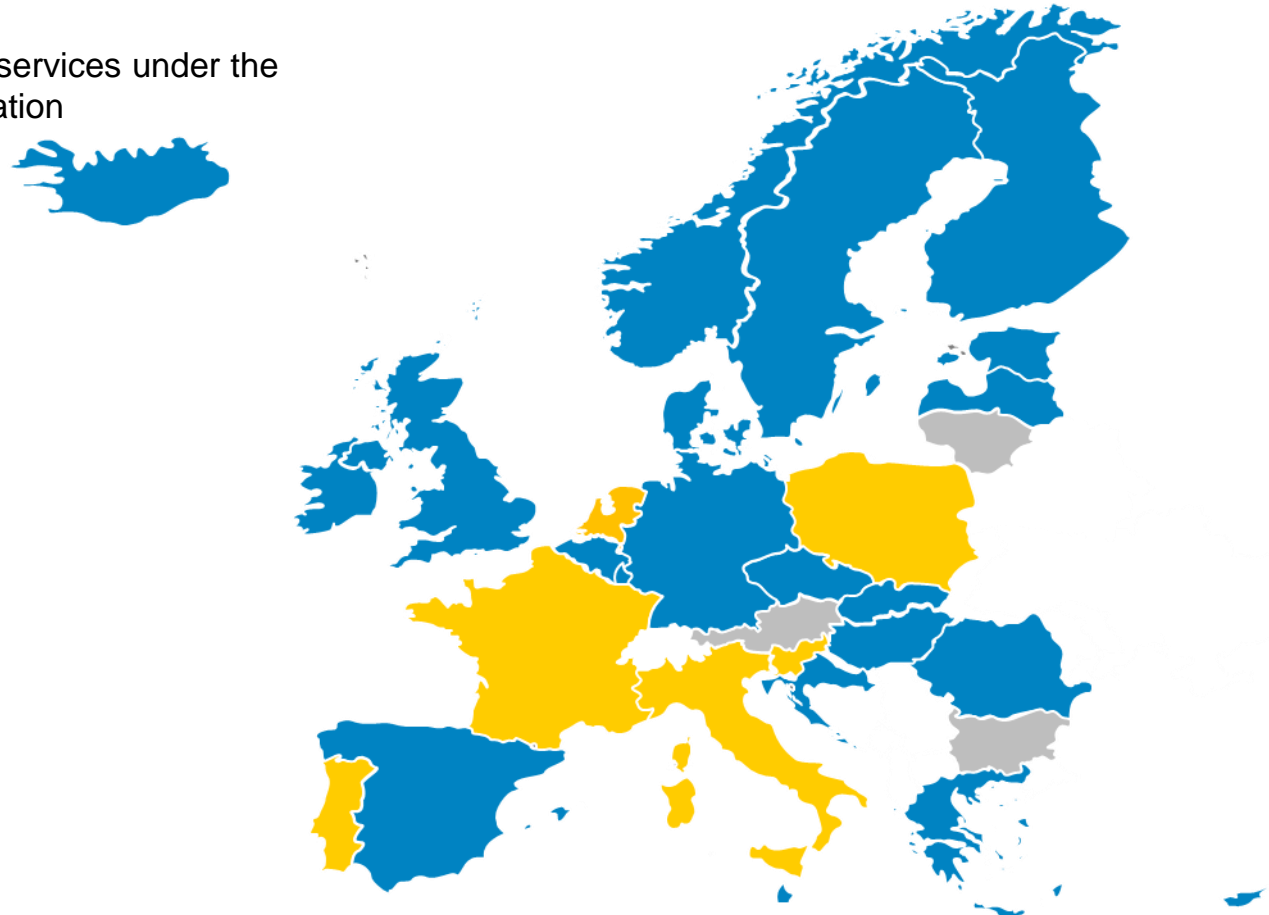 services under the
ation